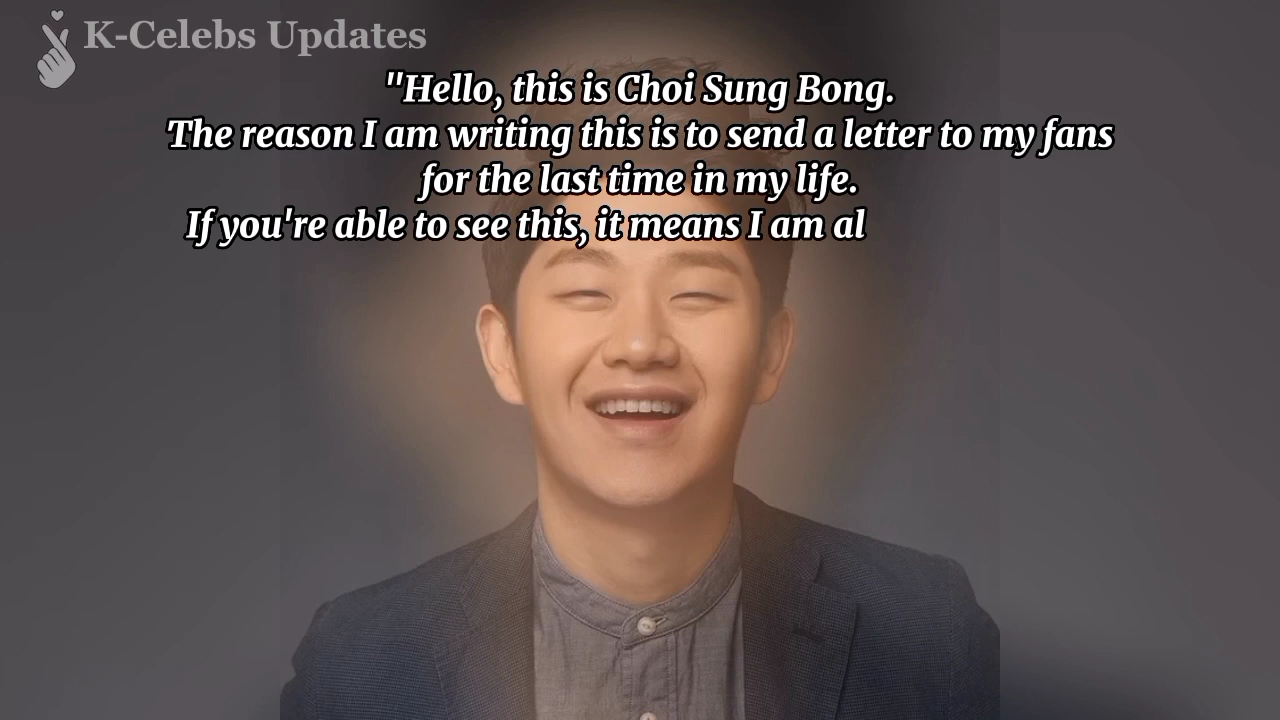 K-Celebs Updates
"Hello, this is Choi Sung Bong.
The reason I am writing this is to send a letter to my fans
for the last time in my life.
If you're able to see this, it means I am al